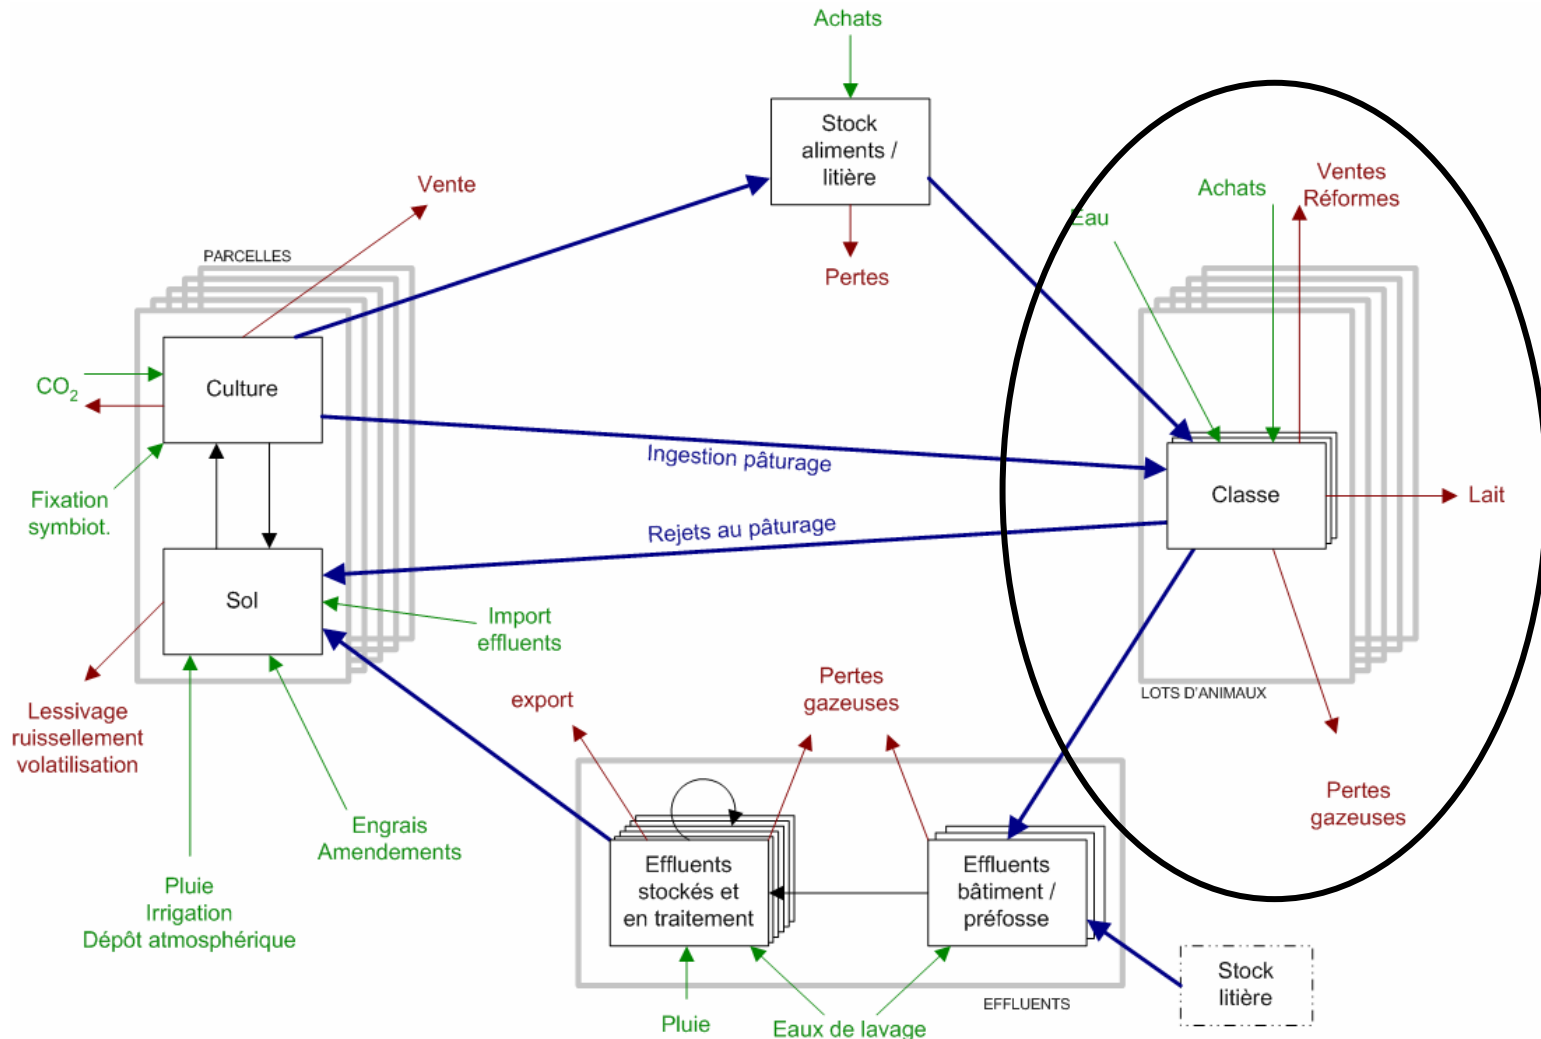 Achats
Stock
aliments /
litière
Pertes
Vente
PARCELLES
CO2
Culture
Fixation
symbiot.
Sol
Import
effluents
Lessivage
ruissellement
volatilisation
Engrais
Amendements
Pluie
Irrigation
Dépôt atmosphérique
Ingestion pâturage
Rejets au pâturage
Eau
Achats
Ventes
Réformes
Classe
Lait
LOTS D'ANIMAUX
Pertes
gazeuses
export
Pertes
gazeuses
Effluents
stockés et
en traitement
Effluents
bâtiment /
préfosse
EFFLUENTS
Stock
litière
Pluie
Eaux de lavage